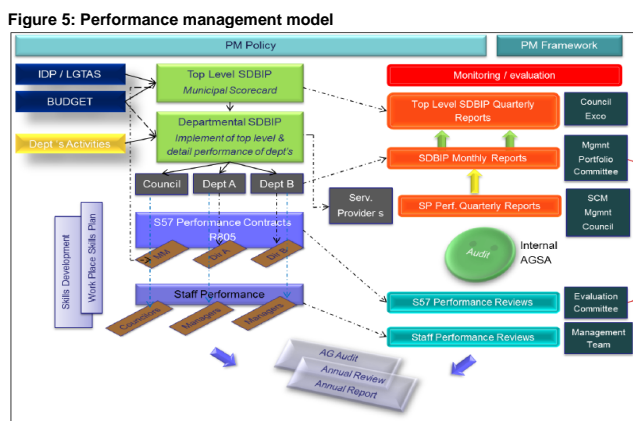 Figure 5: Performance management model
PM Policy
PM Framework
IDP / LGTAS
BUDGET
Dept.'s Activities
Top Level SDBIP
Municipal Scorecard
Departmental SDBIP
Implement of top level &
detail performance of dept's
Council
Dept A
Dept B
Serv.
Provider s
S57 Performance Contracts
R805
MM
Dir A
Dir B
Staff Performance
Councilors
Managers
Managers
Skills Development
Work Place Skills Plan
Monitoring / evaluation
Top Level SDBIP Quarterly
Reports
Council
Exco
SDBIP Monthly Reports
Mgmnt
Portfolio
Committee
SP Perf. Quarterly Reports
SCM
Mgmnt
Council
Audit
Internal
AGSA
S57 Performance Reviews
Evaluation
Committee
Staff Performance Reviews
Management
Team
AG Audit
Annual Review
Annual Report